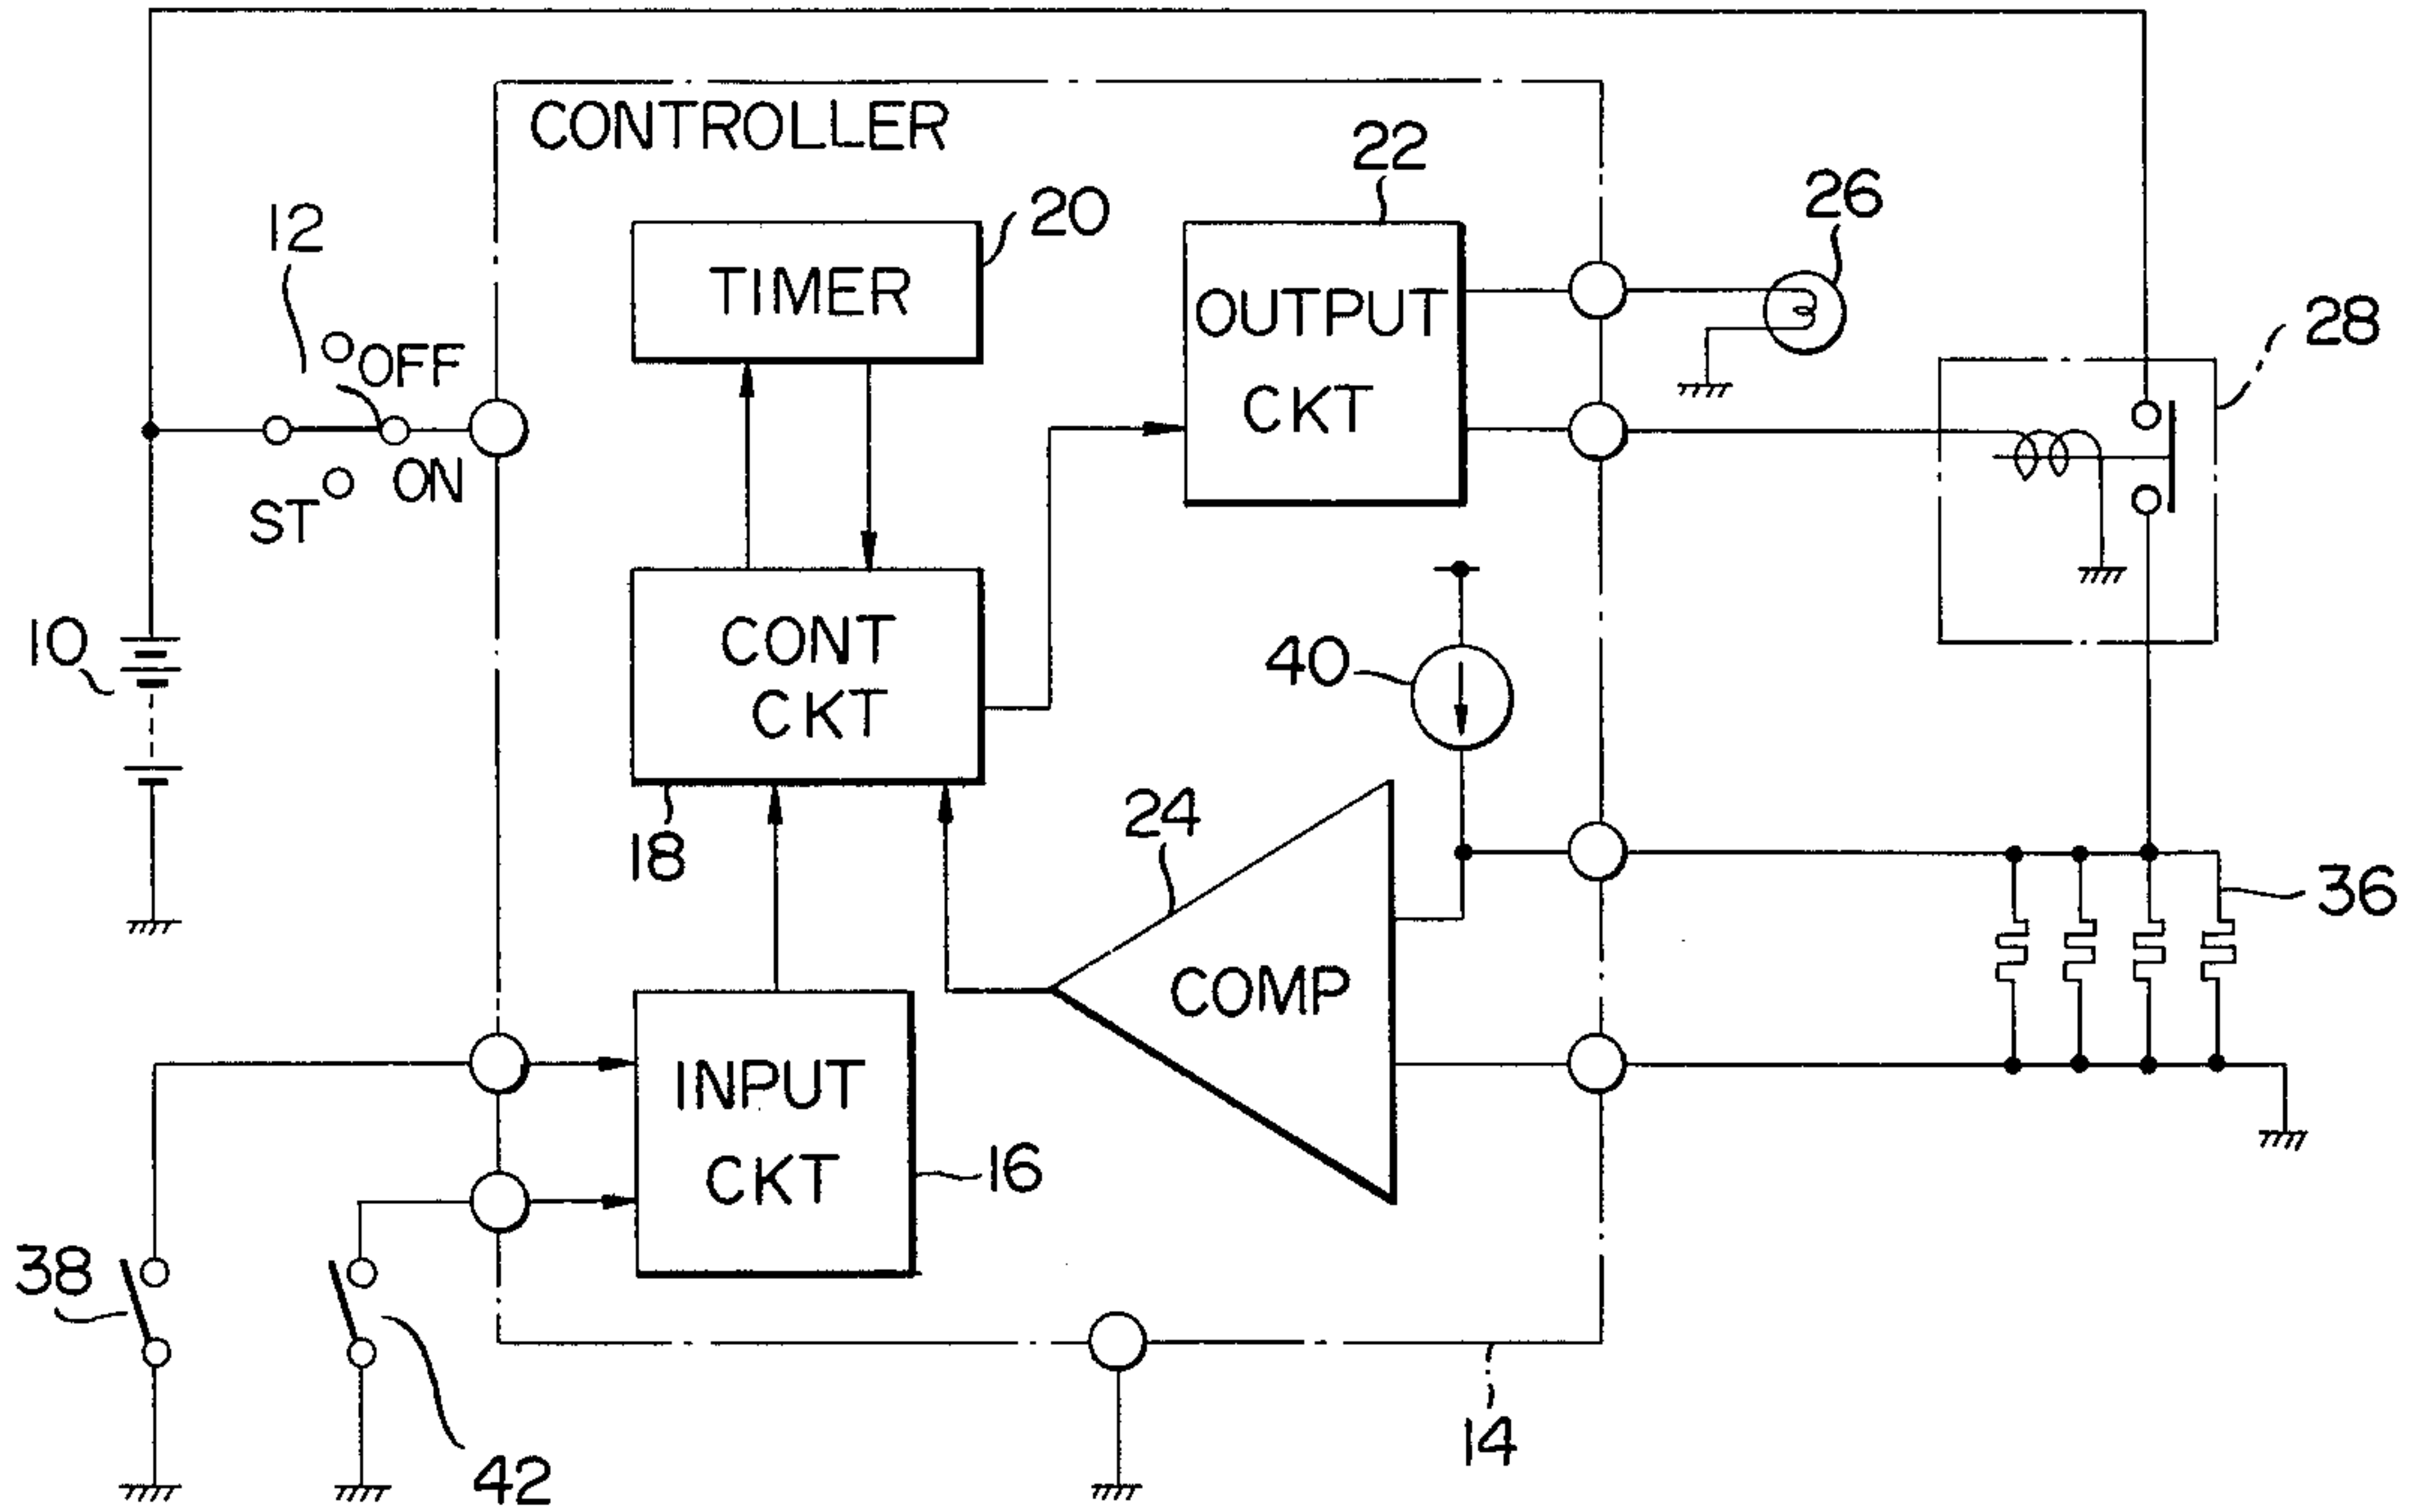 CONTROLLER
22
26
20
12
TIMER
28
OUTPUT
CKT
OFF
ON
ST
10
CONT
CKT
40
24
18
36
COMP
INPUT
CKT
16
38
14
42